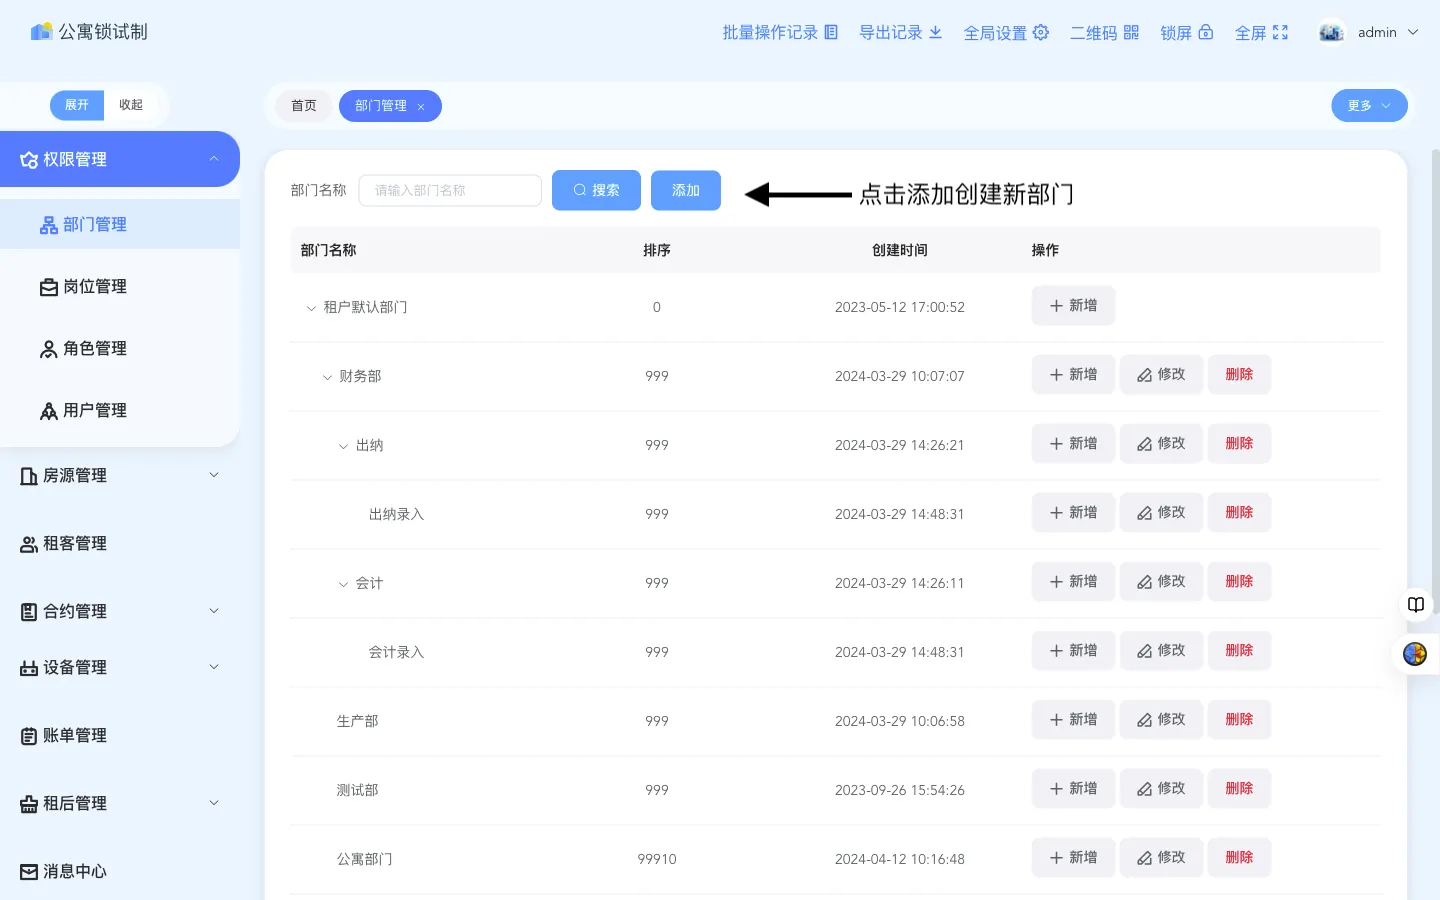 公寓锁试制
批量操作记录 导出记录 全局设置 二维码 锁屏 全屏 admin
展开 收起
首页 部门管理 × 更多
权限管理
部门管理
岗位管理
角色管理
用户管理
房源管理
租客管理
合约管理
设备管理
账单管理
租后管理
消息中心
部门名称 请输入部门名称 搜索 添加 点击添加创建新部门
部门名称 排序 创建时间 操作
租户默认部门 0 2023-05-12 17:00:52 新增
财务部 999 2024-03-29 10:07:07 新增 修改 删除
出纳 999 2024-03-29 14:26:21 新增 修改 删除
出纳录入 999 2024-03-29 14:48:31 新增 修改 删除
会计 999 2024-03-29 14:26:11 新增 修改 删除
会计录入 999 2024-03-29 14:48:31 新增 修改 删除
生产部 999 2024-03-29 10:06:58 新增 修改 删除
测试部 999 2023-09-26 15:54:26 新增 修改 删除
公寓部门 99910 2024-04-12 10:16:48 新增 修改 删除